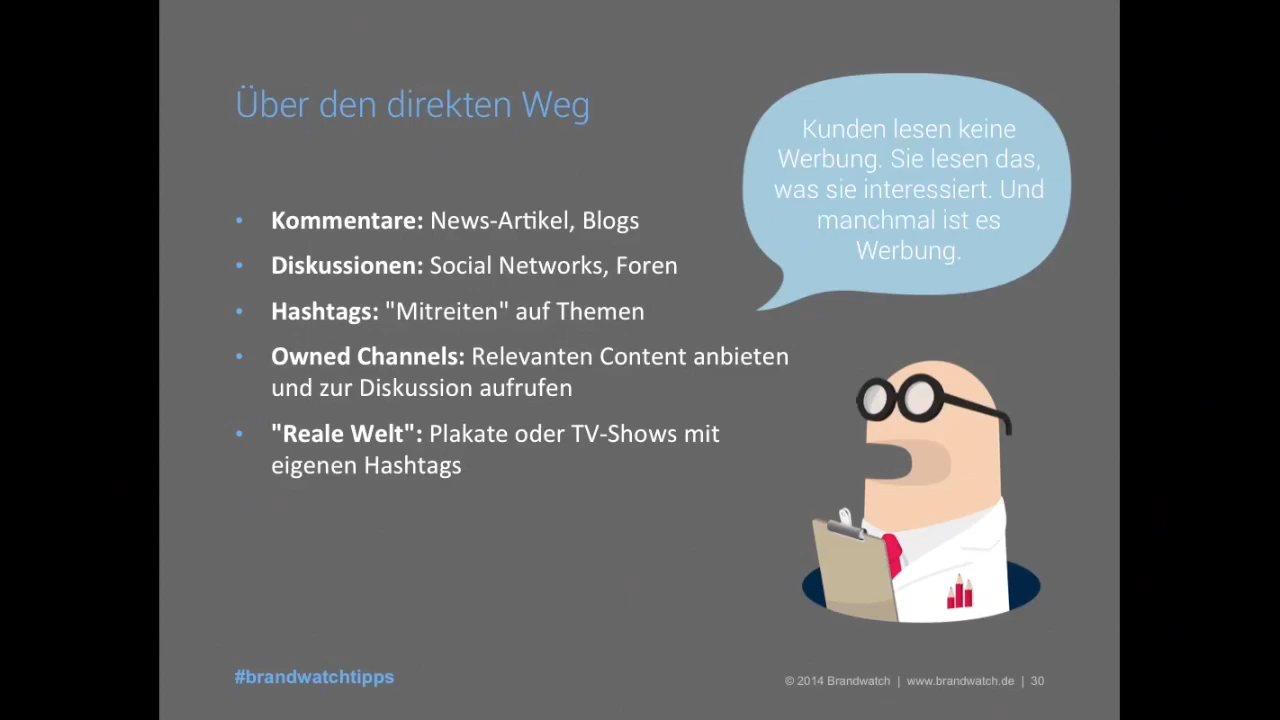 Über den direkten Weg
Kunden lesen keine
Werbung. Sie lesen das,
was sie interessiert. Und
manchmal ist es
Werbung.
• Kommentare: News-Artikel, Blogs
• Diskussionen: Social Networks, Foren
• Hashtags: "Mitreiten" auf Themen
• Owned Channels: Relevanten Content anbieten
und zur Diskussion aufrufen
• "Reale Welt": Plakate oder TV-Shows mit
eigenen Hashtags
#brandwatchtipps
© 2014 Brandwatch | www.brandwatch.de | 30